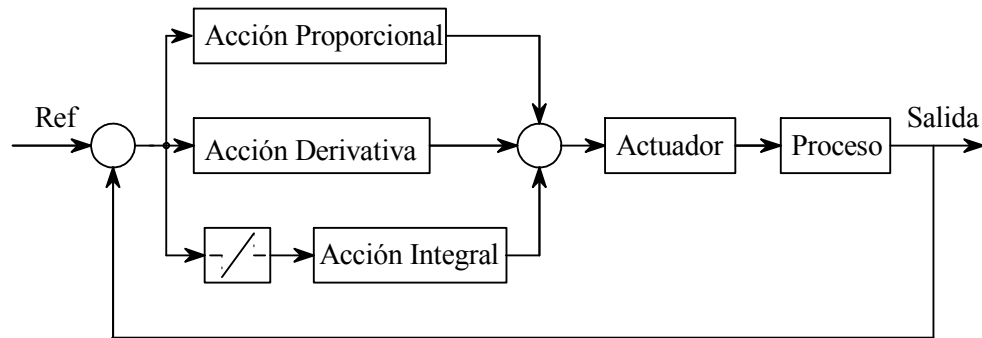 Acción Proporcional
Ref
Salida
Acción Derivativa
Actuador
Proceso
Acción Integral